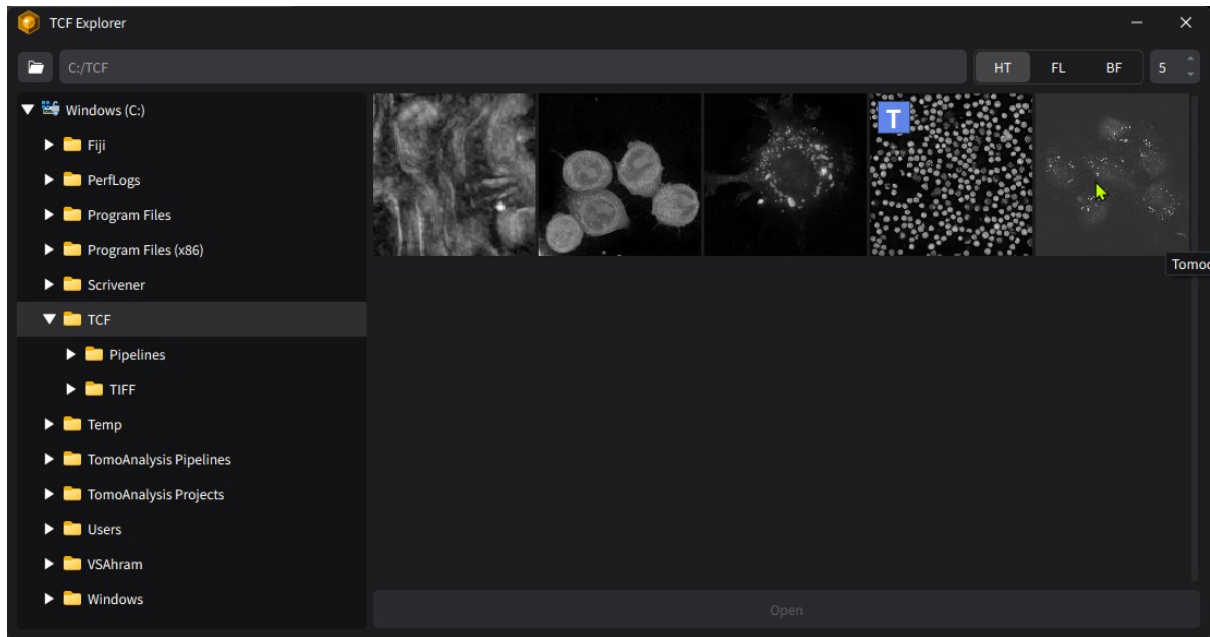 TCF Explorer
C:/TCF
HT FL BF 5
Windows (C:)
Fiji
PerfLogs
Program Files
Program Files (x86)
Scrivener
TCF
Pipelines
TIFF
Temp
TomoAnalysis Pipelines
TomoAnalysis Projects
Users
VSAhram
Windows
T
Open